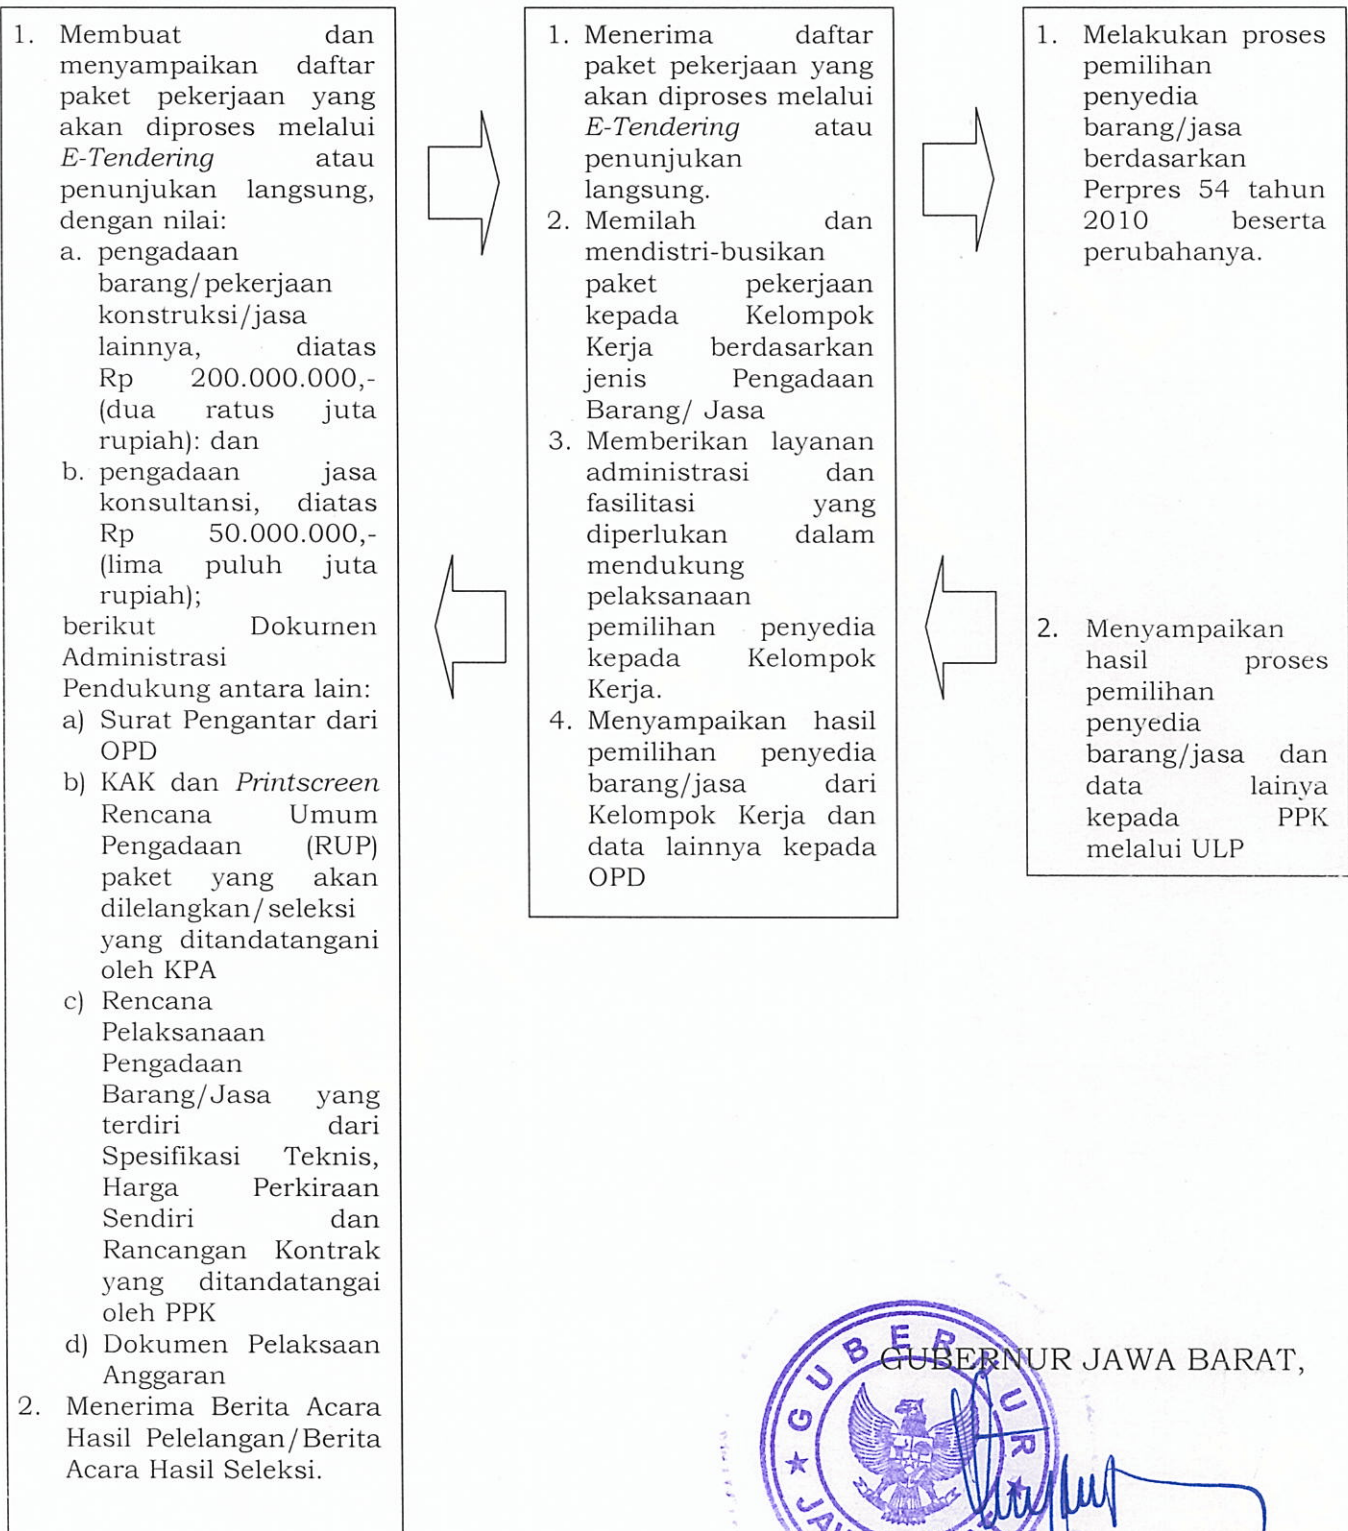 1. Membuat dan
menyampaikan daftar
paket pekerjaan yang
akan diproses melalui
E-Tendering atau
penunjukan langsung,
dengan nilai:
a. pengadaan
barang/pekerjaan
konstruksi/jasa
lainnya, diatas
Rp 200.000.000,-
(dua ratus juta
rupiah): dan
b. pengadaan jasa
konsultansi, diatas
Rp 50.000.000,-
(lima puluh juta
rupiah);
berikut Dokumen
Administrasi
Pendukung antara lain:
a) Surat Pengantar dari
OPD
b) KAK dan Printscreen
Rencana Umum
Pengadaan (RUP)
paket yang akan
dilelangkan/seleksi
yang ditandatangani
oleh KPA
c) Rencana
Pelaksanaan
Pengadaan
Barang/Jasa yang
terdiri dari
Spesifikasi Teknis,
Harga Perkiraan
Sendiri dan
Rancangan Kontrak
yang ditandatangai
oleh PPK
d) Dokumen Pelaksaan
Anggaran
2. Menerima Berita Acara
Hasil Pelelangan/Berita
Acara Hasil Seleksi.
1. Menerima daftar
paket pekerjaan yang
akan diproses melalui
E-Tendering atau
penunjukan
langsung.
2. Memilah dan
mendistri-busikan
paket pekerjaan
kepada Kelompok
Kerja berdasarkan
jenis Pengadaan
Barang/ Jasa
3. Memberikan layanan
administrasi dan
fasilitasi yang
diperlukan dalam
mendukung
pelaksanaan
pemilihan penyedia
kepada Kelompok
Kerja.
4. Menyampaikan hasil
pemilihan penyedia
barang/jasa dari
Kelompok Kerja dan
data lainnya kepada
OPD
1. Melakukan proses
pemilihan
penyedia
barang/jasa
berdasarkan
Perpres 54 tahun
2010 beserta
perubahanya.
2. Menyampaikan
hasil proses
pemilihan
penyedia
barang/jasa dan
data lainya
kepada PPK
melalui ULP
GUBERNUR JAWA BARAT,
GUBERNUR